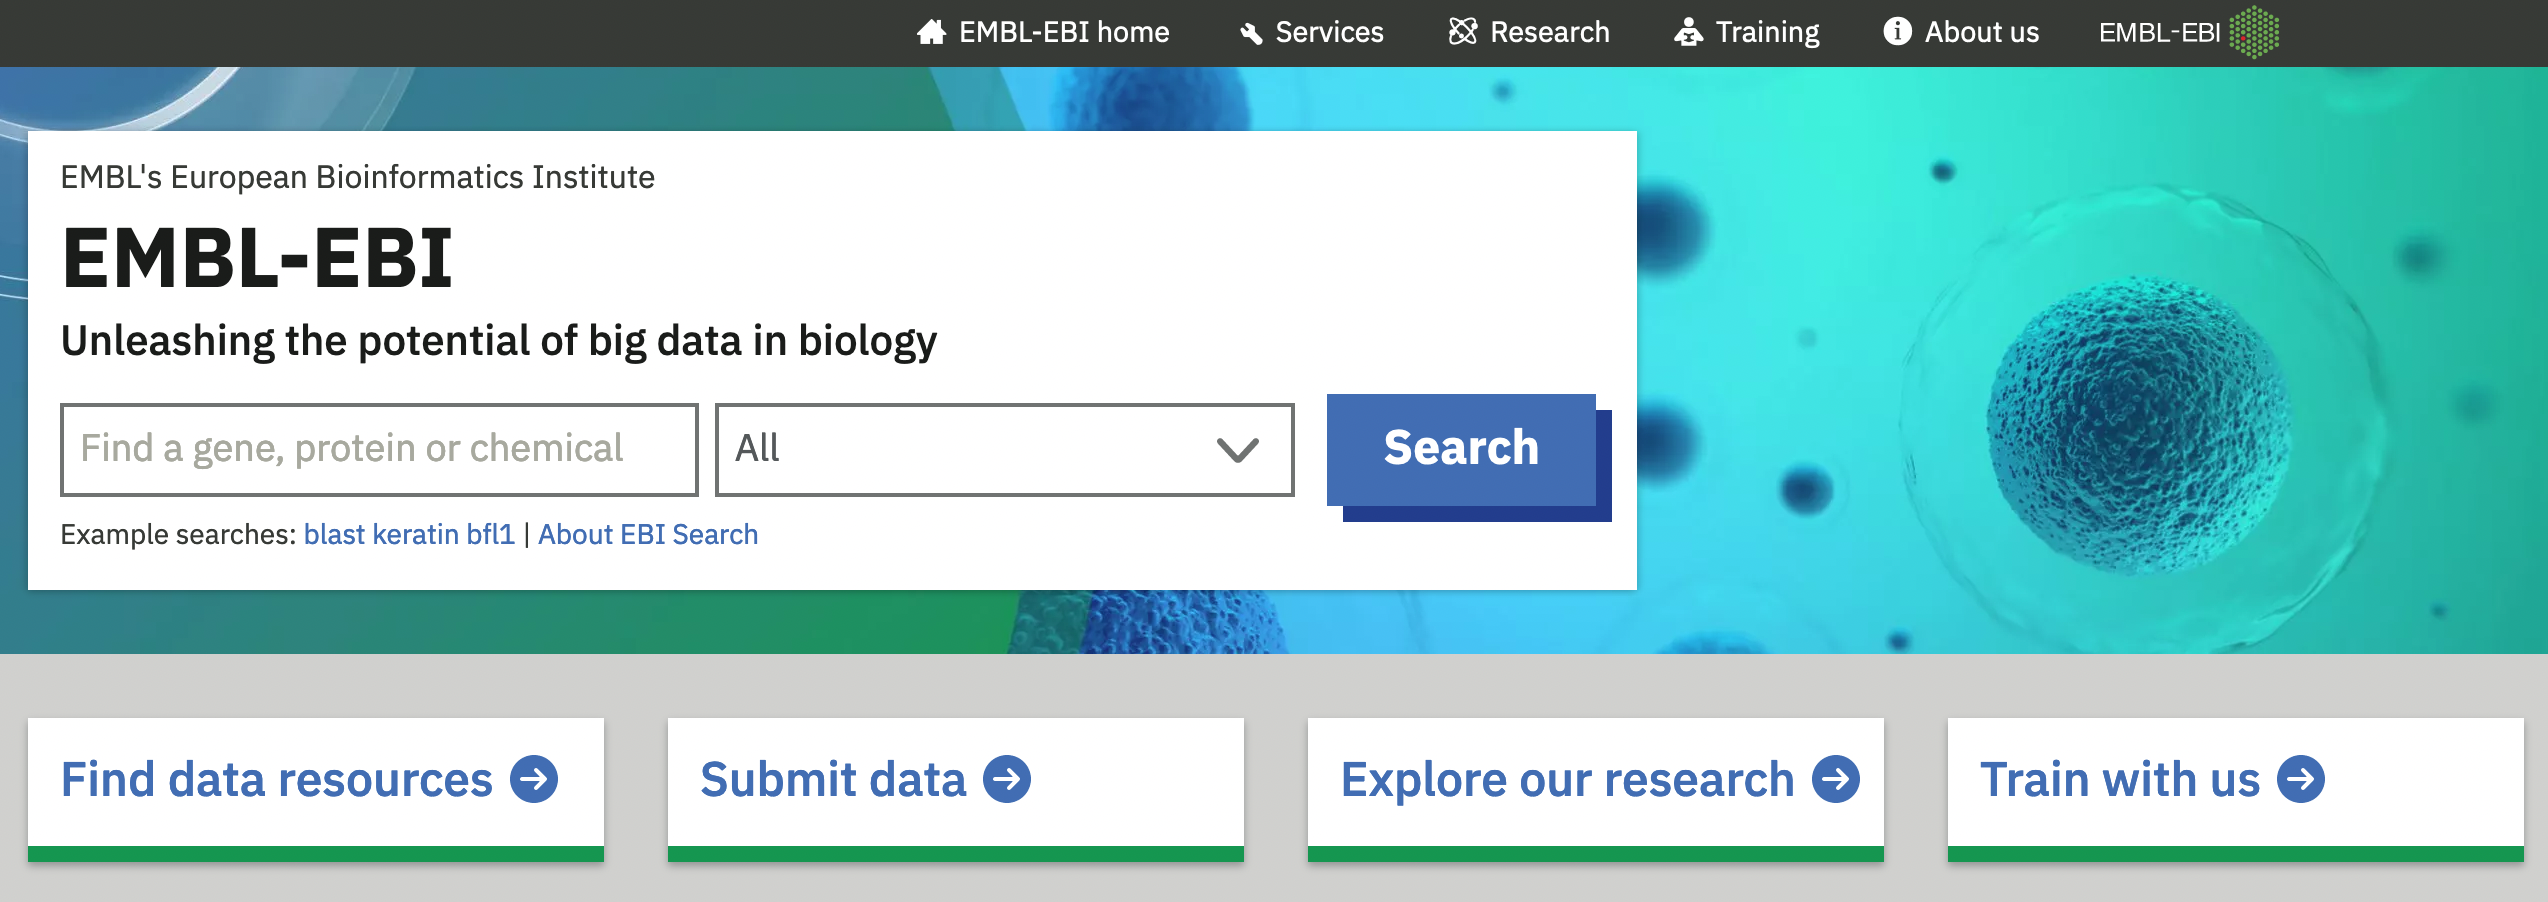 EMBL-EBI home Services Research Training About us EMBL-EBI
EMBL's European Bioinformatics Institute
EMBL-EBI
Unleashing the potential of big data in biology
Find a gene, protein or chemical All Search
Example searches: blast keratin bfl1 | About EBI Search
Find data resources Submit data Explore our research Train with us